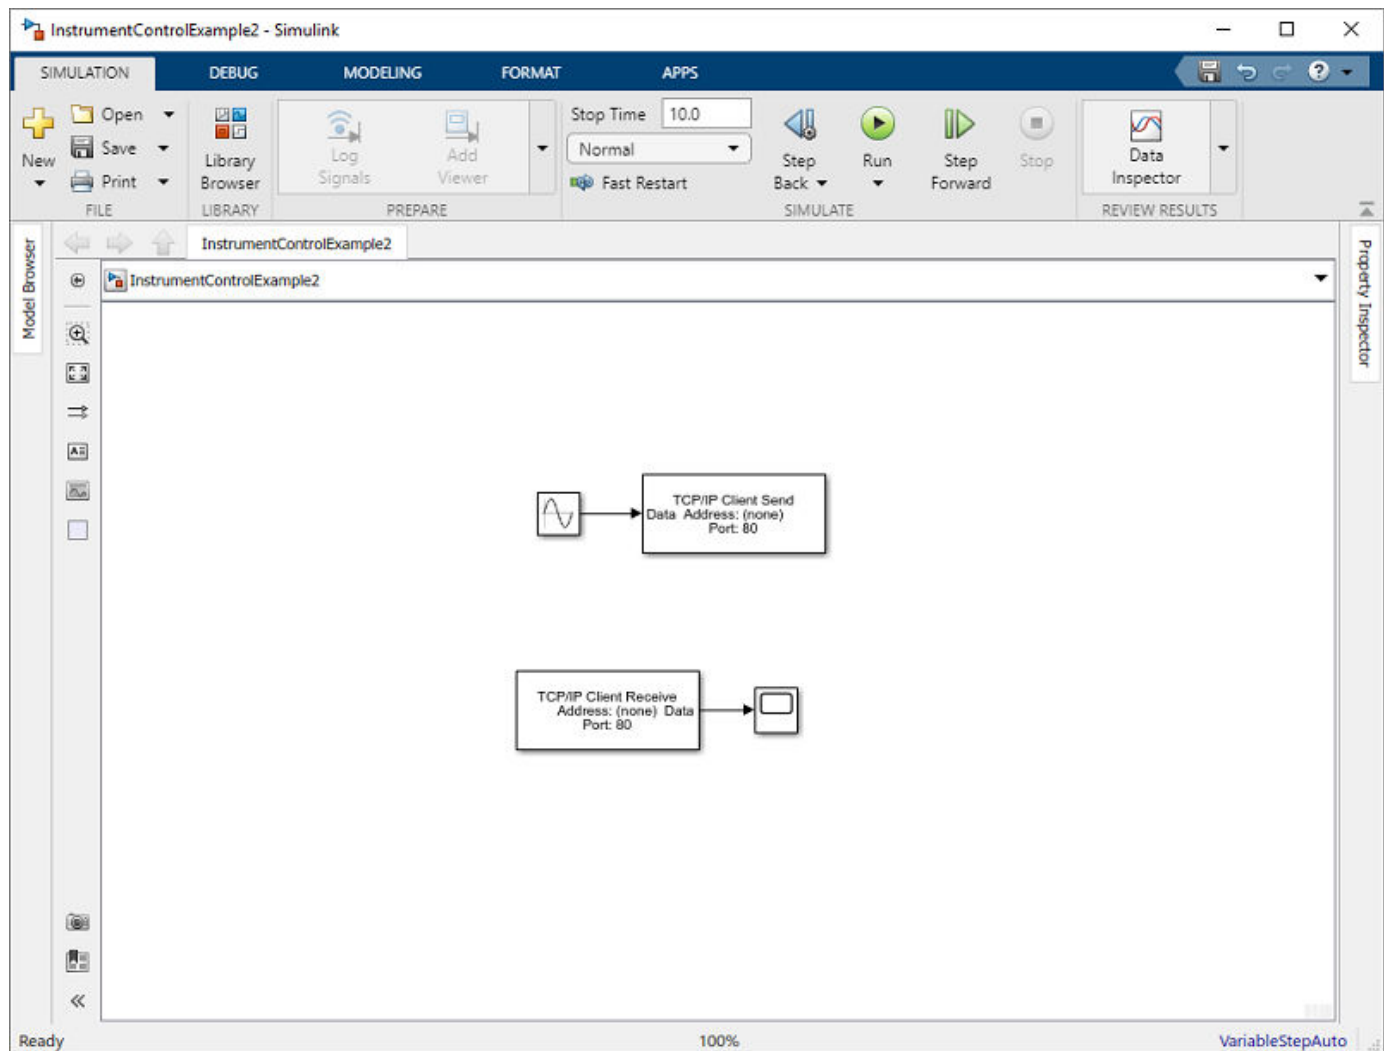 InstrumentControlExample2 - Simulink
SIMULATION DEBUG MODELING FORMAT APPS
New
Open
Save
Print
FILE
Library
Browser
LIBRARY
Log
Signals
Add
Viewer
PREPARE
Stop Time 10.0
Normal
Fast Restart
Step
Back
Run
Step
Forward
Stop
SIMULATE
Data
Inspector
REVIEW RESULTS
Model Browser
InstrumentControlExample2
InstrumentControlExample2
Property Inspector
TCP/IP Client Send
Data Address: (none)
Port: 80
TCP/IP Client Receive
Address: (none) Data
Port: 80
Ready 100% VariableStepAuto